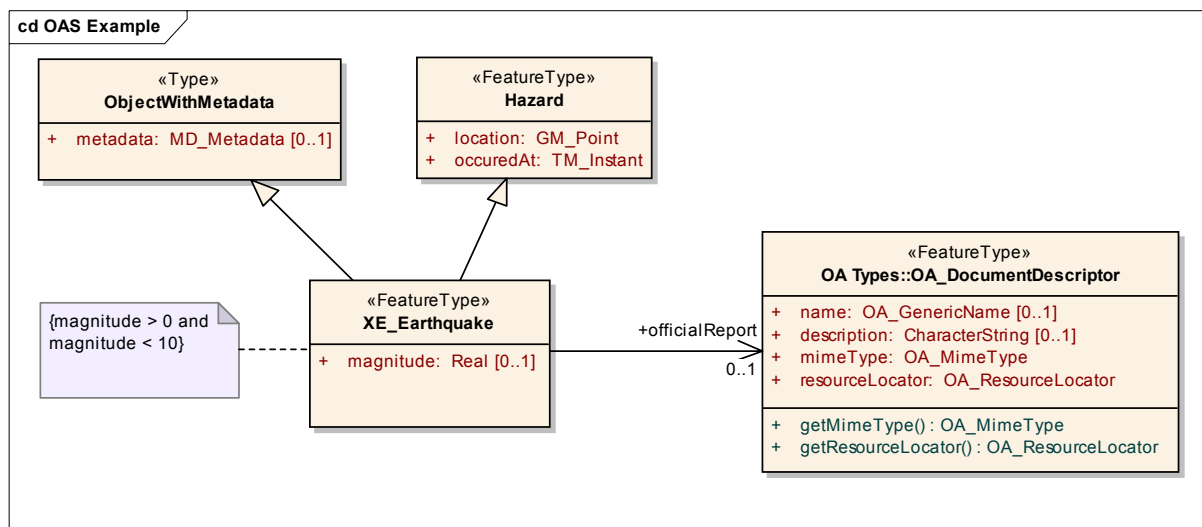 cd OAS Example
«Type»
ObjectWithMetadata
+ metadata: MD_Metadata [0..1]
«FeatureType»
Hazard
+ location: GM_Point
+ occuredAt: TM_Instant
«FeatureType»
OA Types::OA_DocumentDescriptor
+ name: OA_GenericName [0..1]
+ description: CharacterString [0..1]
+ mimeType: OA_MimeType
+ resourceLocator: OA_ResourceLocator
+ getMimeType() : OA_MimeType
+ getResourceLocator() : OA_ResourceLocator
{magnitude > 0 and
magnitude < 10}
«FeatureType»
XE_Earthquake
+ magnitude: Real [0..1]
+officialReport
0..1